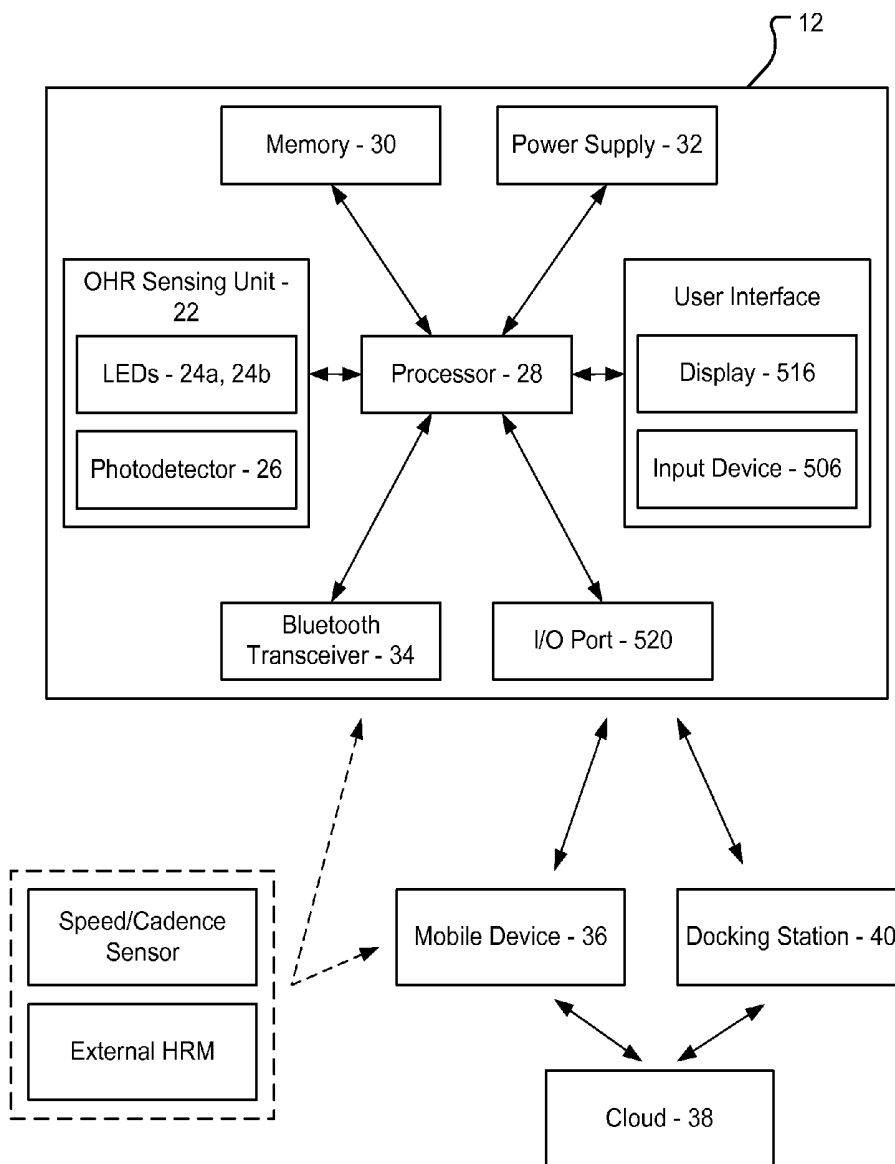 12
Memory - 30
Power Supply - 32
OHR Sensing Unit -
22
LEDs - 24a, 24b
Photodetector - 26
Processor - 28
User Interface
Display - 516
Input Device - 506
Bluetooth
Transceiver - 34
I/O Port - 520
Speed/Cadence
Sensor
External HRM
Mobile Device - 36
Docking Station - 40
Cloud - 38